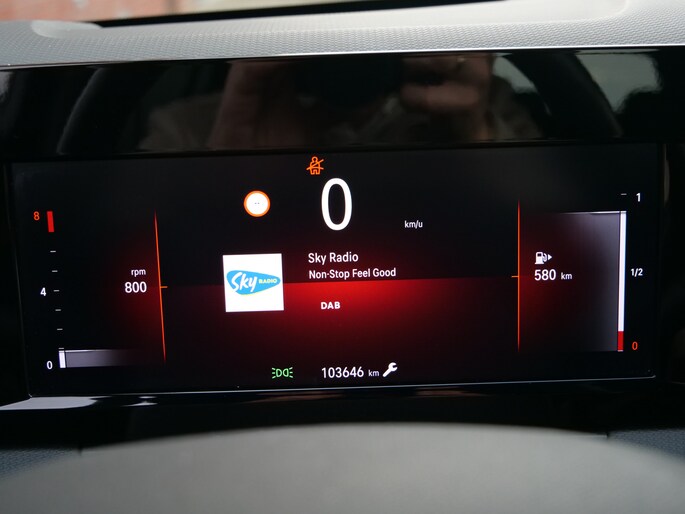 0
km/u
8
4
0
rpm
800
Sky RADIO
Sky Radio
Non-Stop Feel Good
DAB
580 km
1
1/2
0
103646 km